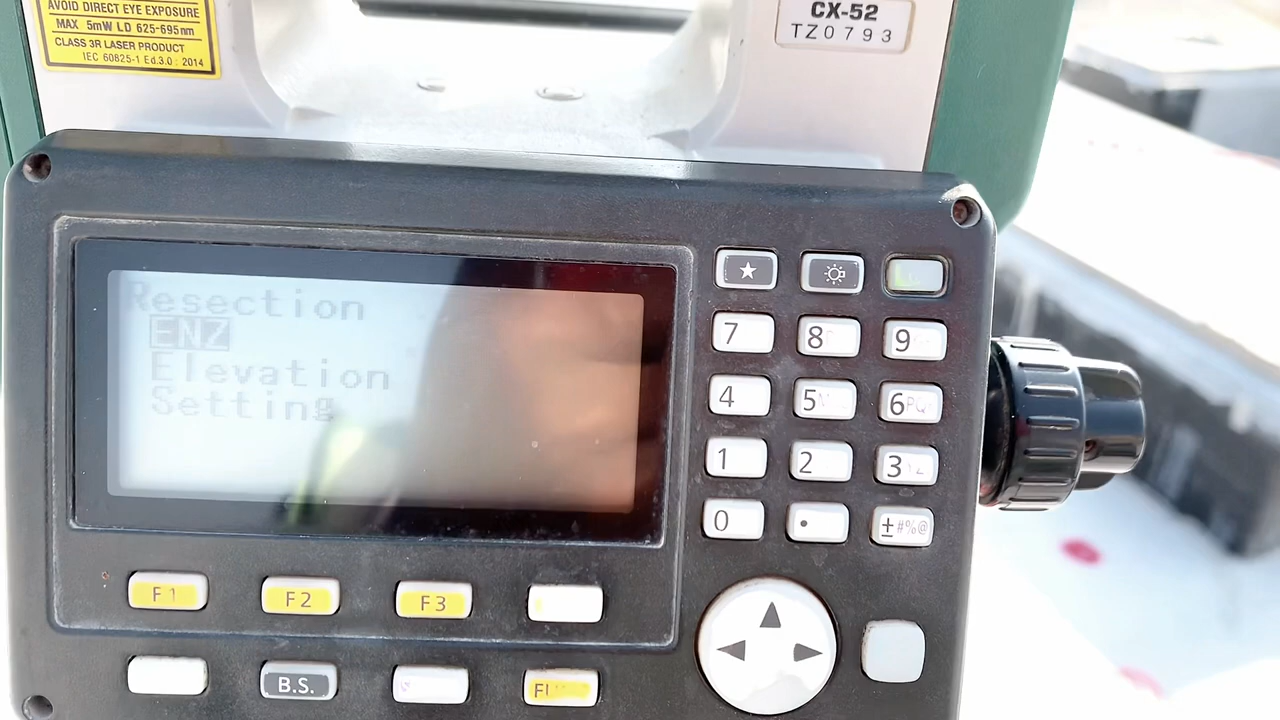 AVOID DIRECT EYE EXPOSURE
MAX 5mW LD 625-695nm
CLASS 3R LASER PRODUCT
IEC 60825-1 Ed.3.0 : 2014
CX-52
TZ0793
Resection
ENZ
Elevation
Setting
7 8 9
4 5 6
1 2 3
0 . ± #%@
F1 F2 F3
B.S.